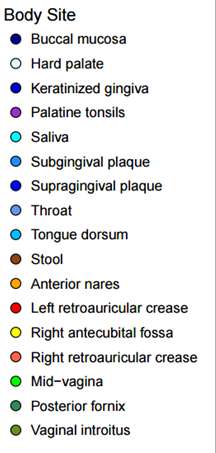 Body Site
Buccal mucosa
Hard palate
Keratinized gingiva
Palatine tonsils
Saliva
Subgingival plaque
Supragingival plaque
Throat
Tongue dorsum
Stool
Anterior nares
Left retroauricular crease
Right antecubital fossa
Right retroauricular crease
Mid−vagina
Posterior fornix
Vaginal introitus